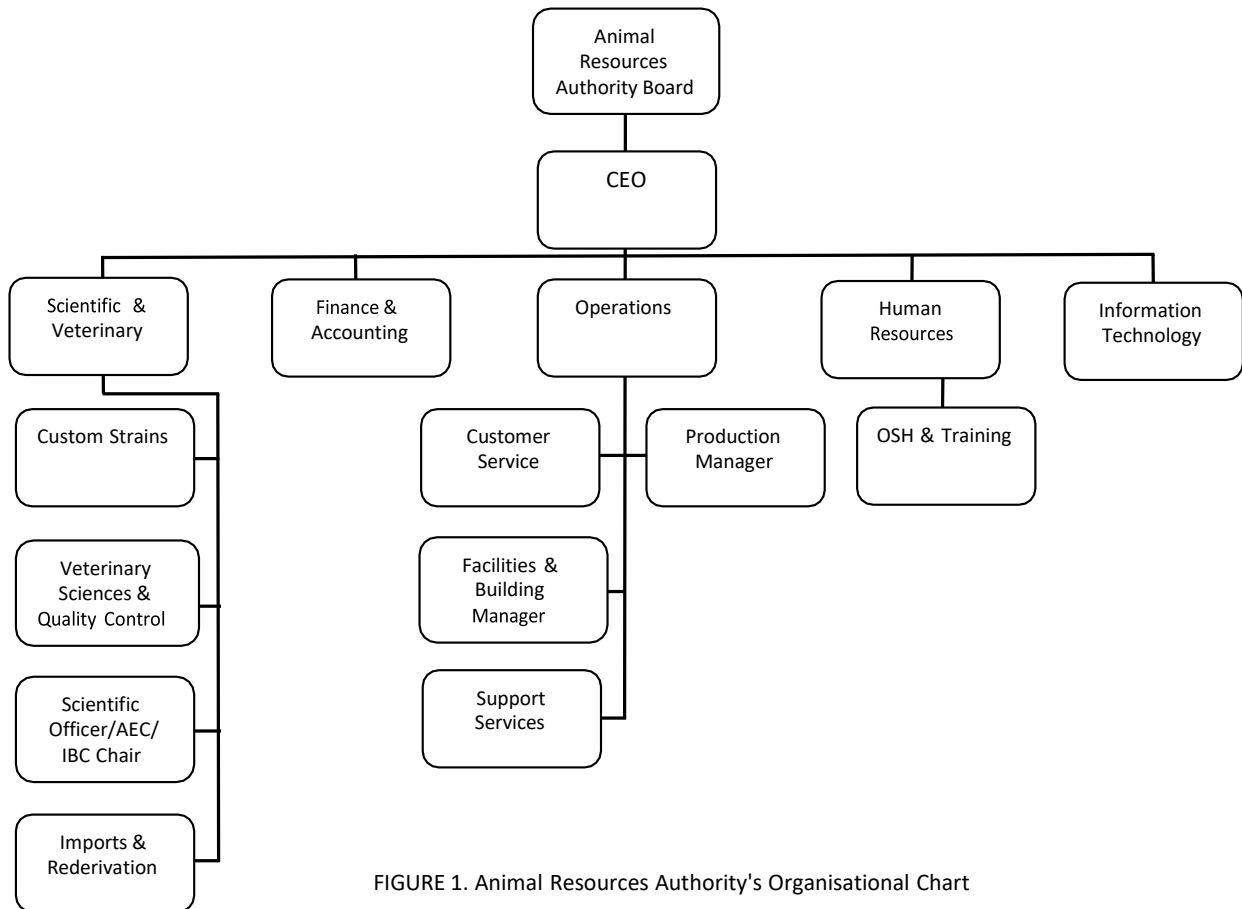 Animal
Resources
Authority Board
CEO
Scientific & 
Veterinary
Finance &
Accounting
Operations
Human
Resources
Information
Technology
Custom Strains
Customer
Service
Production
Manager
OSH & Training
Veterinary
Sciences &
Quality Control
Facilities &
Building
Manager
Scientific
Officer/AEC/
IBC Chair
Support
Services
Imports &
Rederivation
FIGURE 1. Animal Resources Authority's Organisational Chart